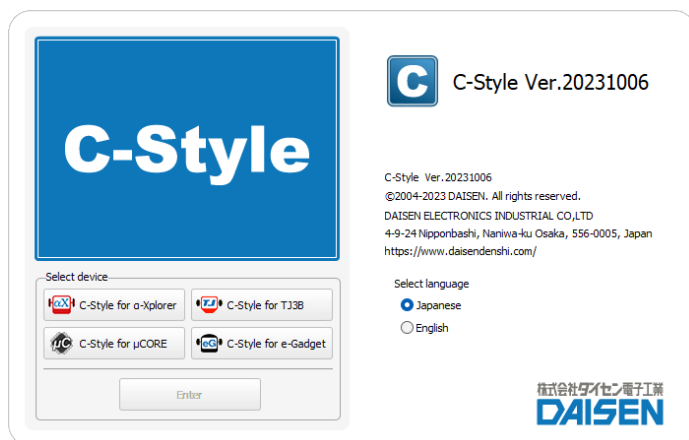 C-Style
C-Style Ver.20231006
C-Style Ver.20231006
©2004-2023 DAISEN. All rights reserved.
DAISEN ELECTRONICS INDUSTRIAL CO,LTD
4-9-24 Nipponbashi, Naniwa-ku Osaka, 556-0005, Japan
https://www.daisendenshi.com/
Select device
αX C-Style for α-Xplorer
TJ C-Style for TJ3B
μC C-Style for μCORE
eG C-Style for e-Gadget
Enter
Select language
Japanese
English
株式会社ダイセン電子工業
DAISEN